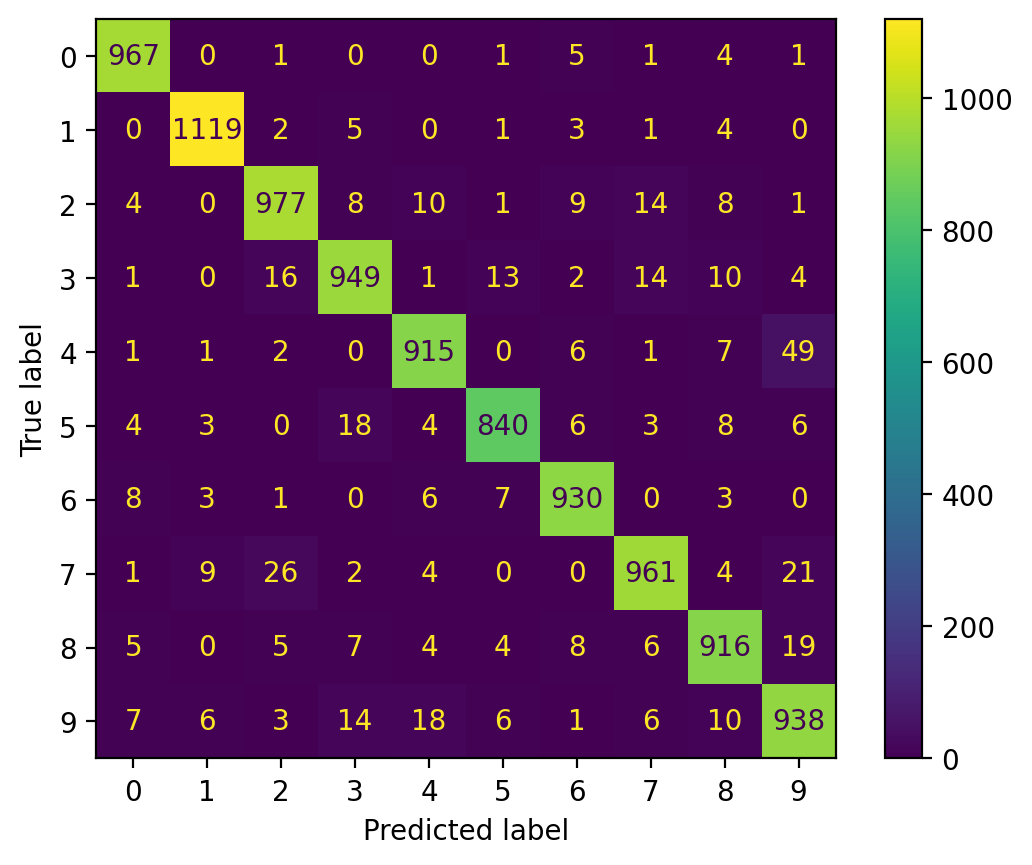 0 967 0 1 0 0 1 5 1 4 1
1 0 1119 2 5 0 1 3 1 4 0
2 4 0 977 8 10 1 9 14 8 1
3 1 0 16 949 1 13 2 14 10 4
4 1 1 2 0 915 0 6 1 7 49
5 4 3 0 18 4 840 6 3 8 6
6 8 3 1 0 6 7 930 0 3 0
7 1 9 26 2 4 0 0 961 4 21
8 5 0 5 7 4 4 8 6 916 19
9 7 6 3 14 18 6 1 6 10 938
0 1 2 3 4 5 6 7 8 9
Predicted label
True label
1000
800
600
400
200
0